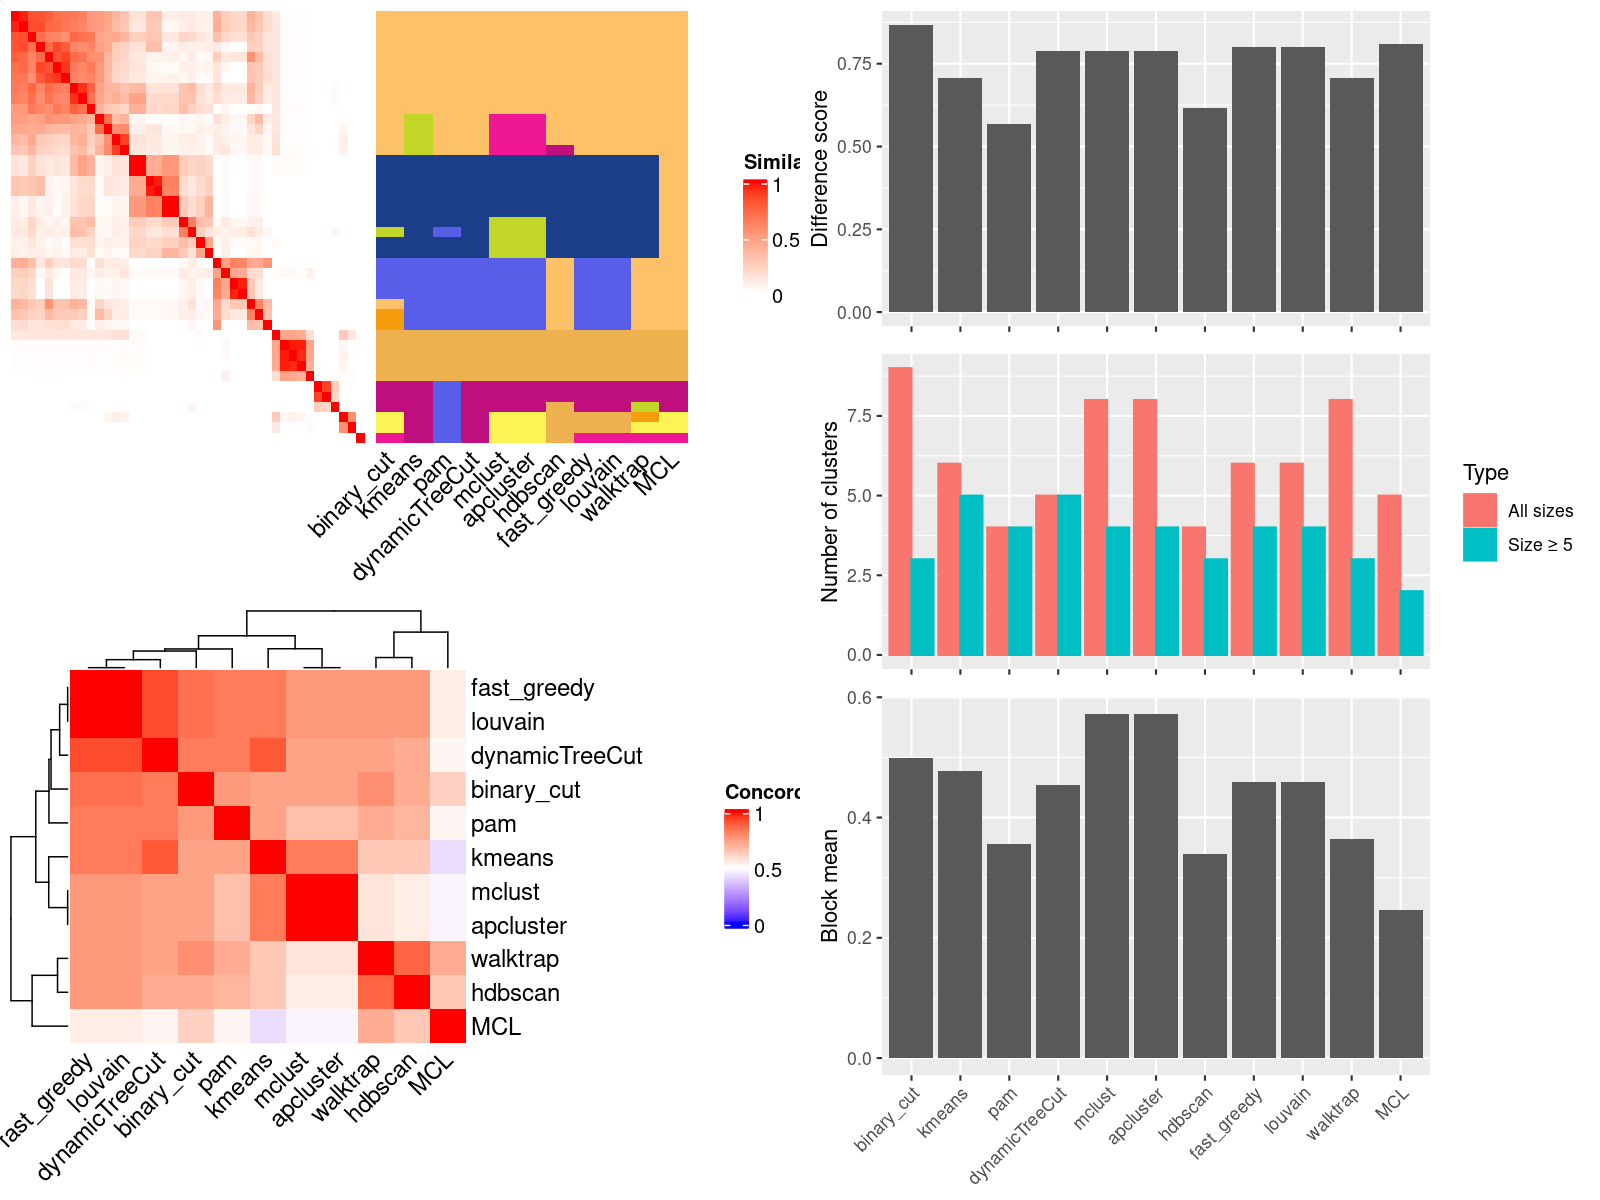 Simila
1
0.5
0
binary_cut
kmeans
pam
dynamicTreeCut
mclust
apcluster
hdbscan
fast_greedy
louvain
walktrap
MCL
fast_greedy
louvain
dynamicTreeCut
binary_cut
pam
kmeans
mclust
apcluster
walktrap
hdbscan
MCL
Concord
1
0.5
0
fast_greedy
louvain
dynamicTreeCut
binary_cut
pam
kmeans
mclust
apcluster
walktrap
hdbscan
MCL
Difference score
0.75
0.50
0.25
0.00
Number of clusters
7.5
5.0
2.5
0.0
Type
All sizes
Size ≥ 5
Block mean
0.6
0.4
0.2
0.0
binary_cut
kmeans
pam
dynamicTreeCut
mclust
apcluster
hdbscan
fast_greedy
louvain
walktrap
MCL